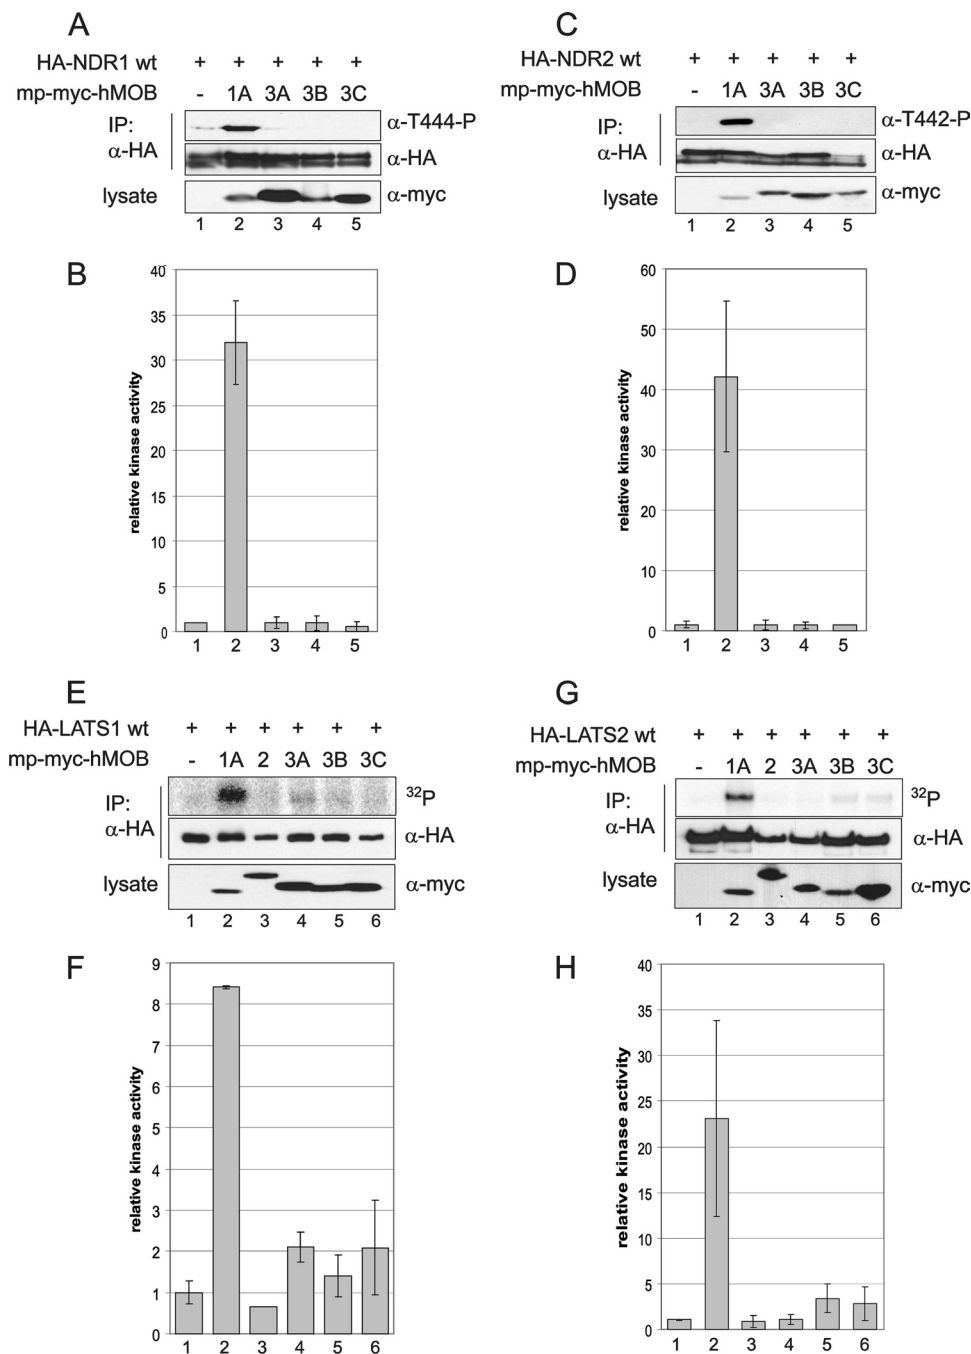 A
HA-NDR1 wt + + + + +
mp-myc-hMOB - 1A 3A 3B 3C
IP:
α-HA
α-T444-P
α-HA
lysate α-myc
1 2 3 4 5
C
HA-NDR2 wt + + + + +
mp-myc-hMOB - 1A 3A 3B 3C
IP:
α-HA
α-T442-P
α-HA
lysate α-myc
1 2 3 4 5
B
relative kinase activity
40
35
30
25
20
15
10
5
0
1 2 3 4 5
D
relative kinase activity
60
50
40
30
20
10
0
1 2 3 4 5
E
HA-LATS1 wt + + + + + +
mp-myc-hMOB - 1A 2 3A 3B 3C
IP:
α-HA
³²P
α-HA
lysate α-myc
1 2 3 4 5 6
G
HA-LATS2 wt + + + + + +
mp-myc-hMOB - 1A 2 3A 3B 3C
IP:
α-HA
³²P
α-HA
lysate α-myc
1 2 3 4 5 6
F
relative kinase activity
9
8
7
6
5
4
3
2
1
0
1 2 3 4 5 6
H
relative kinase activity
40
35
30
25
20
15
10
5
0
1 2 3 4 5 6